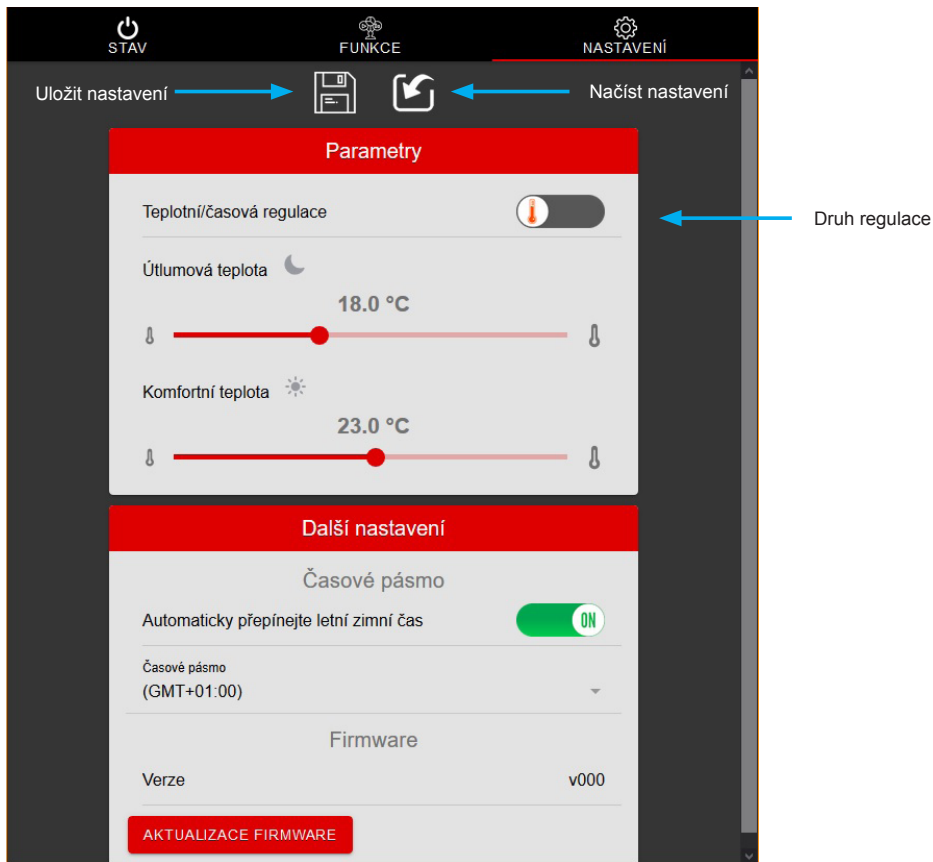 STAV
FUNKCE
NASTAVENÍ
Uložit nastavení
Načíst nastavení
Parametry
Teplotní/časová regulace
Druh regulace
Útlumová teplota
18.0 °C
Komfortní teplota
23.0 °C
Další nastavení
Časové pásmo
Automaticky přepínejte letní zimní čas
ON
Časové pásmo
(GMT+01:00)
Firmware
Verze v000
AKTUALIZACE FIRMWARE